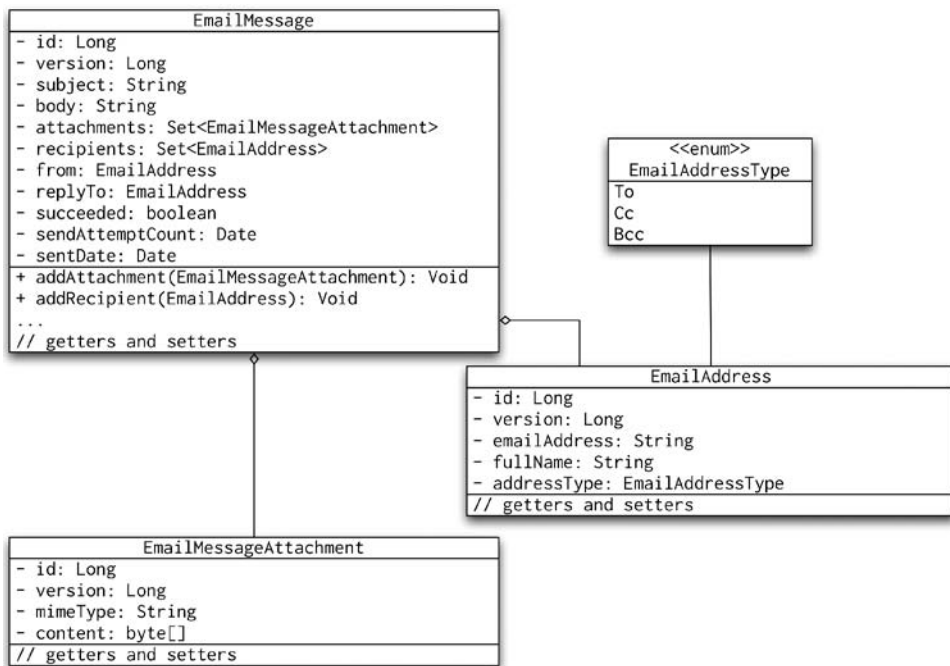 EmailMessage
- id: Long
- version: Long
- subject: String
- body: String
- attachments: Set<EmailMessageAttachment>
- recipients: Set<EmailAddress>
- from: EmailAddress
- replyTo: EmailAddress
- succeeded: boolean
- sendAttemptCount: Date
- sentDate: Date
+ addAttachment(EmailMessageAttachment): Void
+ addRecipient(EmailAddress): Void
...
// getters and setters
<<enum>>
EmailAddressType
To
Cc
Bcc
EmailAddress
- id: Long
- version: Long
- emailAddress: String
- fullName: String
- addressType: EmailAddressType
// getters and setters
EmailMessageAttachment
- id: Long
- version: Long
- mimeType: String
- content: byte[]
// getters and setters